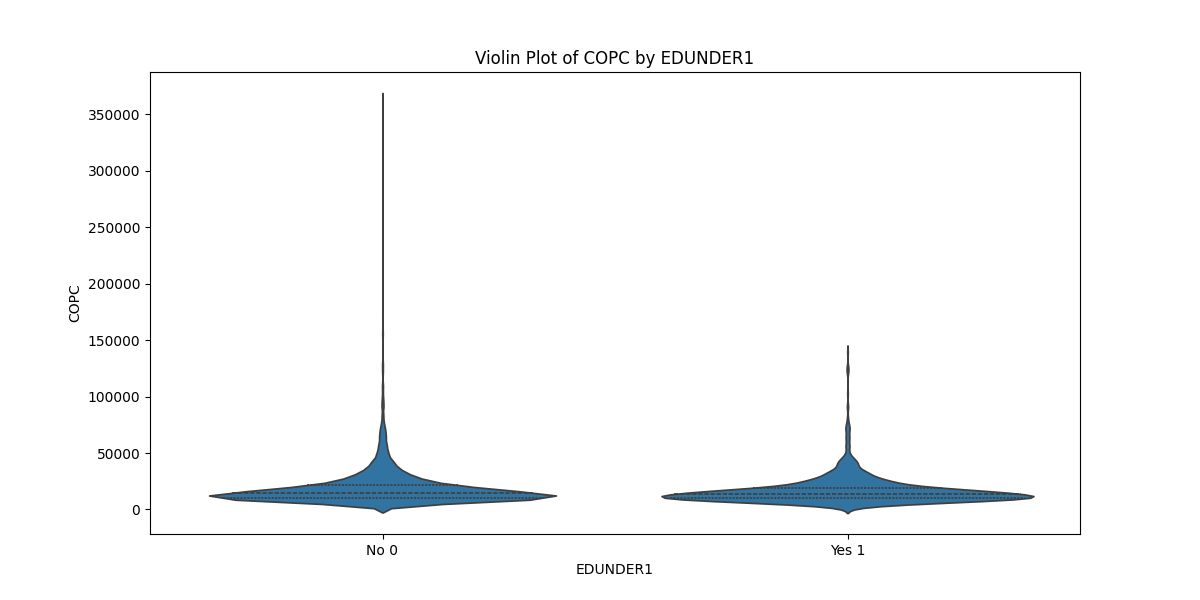 Violin Plot of COPC by EDUNDER1
COPC
350000
300000
250000
200000
150000
100000
50000
0
No 0
Yes 1
EDUNDER1